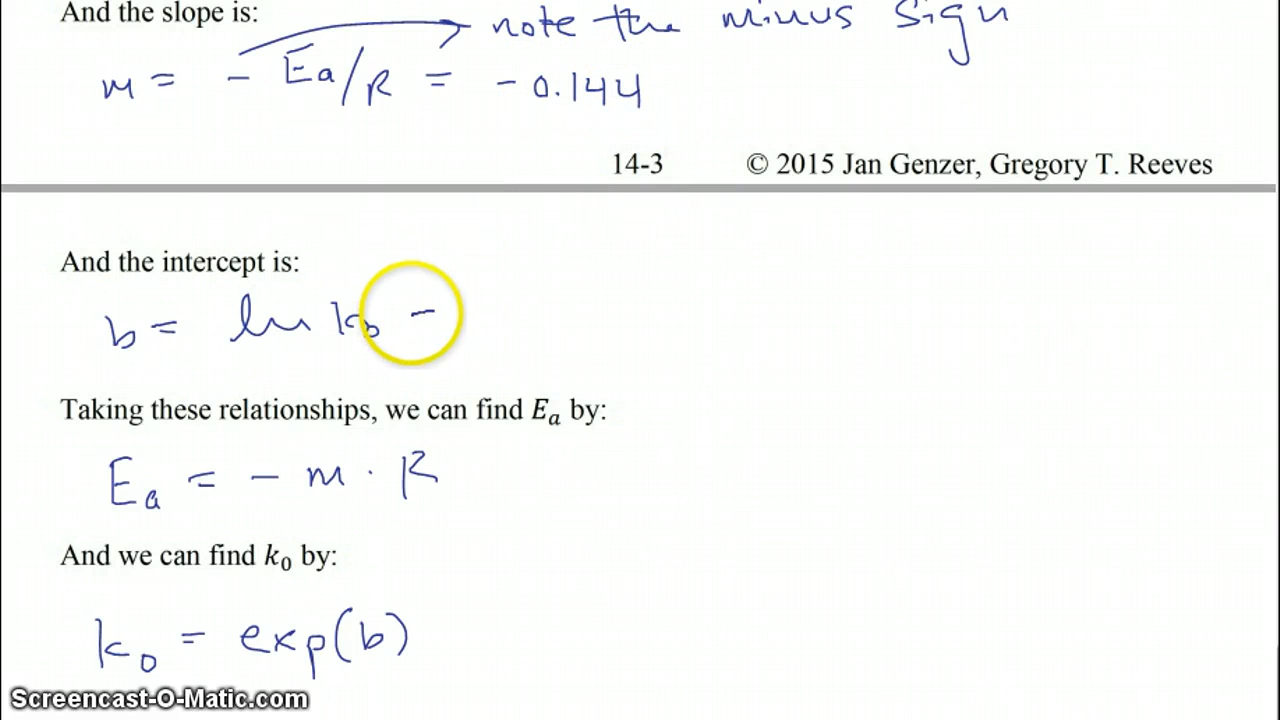 And the slope is:
note the minus sign
m = - Ea/R = -0.144
14-3 © 2015 Jan Genzer, Gregory T. Reeves
And the intercept is:
b = ln k₀ -
Taking these relationships, we can find Eₐ by:
Eₐ = - m · R
And we can find k₀ by:
k₀ = exp(b)
Screencast-O-Matic.com